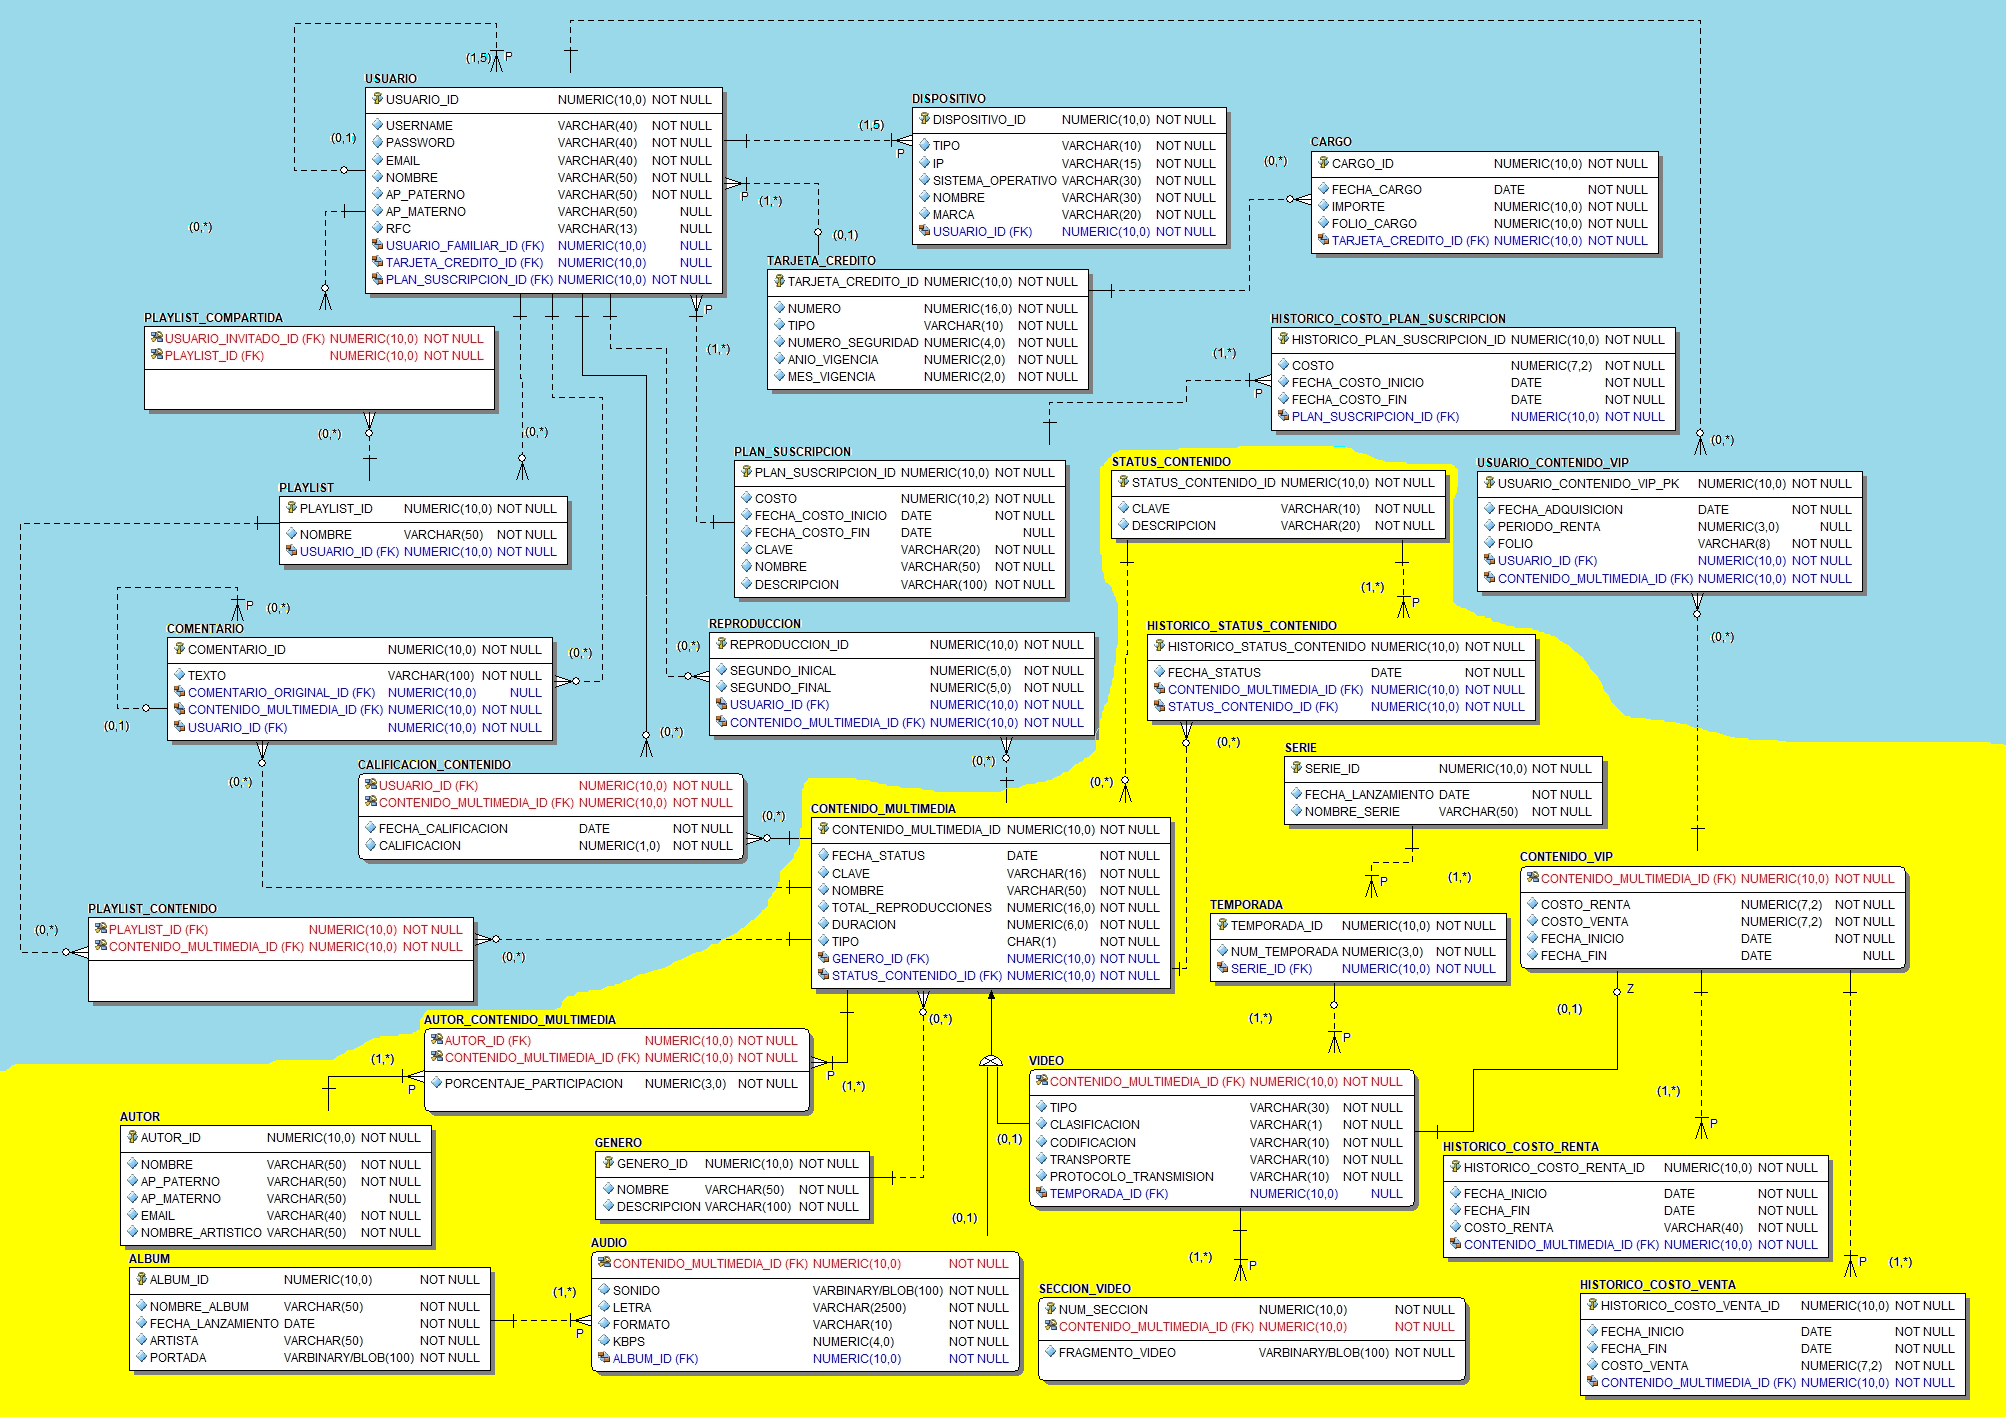 (1,5) P
USUARIO
USUARIO_ID NUMERIC(10,0) NOT NULL
USERNAME VARCHAR(40) NOT NULL
PASSWORD VARCHAR(40) NOT NULL
EMAIL VARCHAR(40) NOT NULL
NOMBRE VARCHAR(50) NOT NULL
AP_PATERNO VARCHAR(50) NOT NULL
AP_MATERNO VARCHAR(50) NULL
RFC VARCHAR(13) NULL
USUARIO_FAMILIAR_ID (FK) NUMERIC(10,0) NULL
TARJETA_CREDITO_ID (FK) NUMERIC(10,0) NULL
PLAN_SUSCRIPCION_ID (FK) NUMERIC(10,0) NOT NULL
(0,1)
(0,*)
(1,5)
P
P
(1,*)
(0,1)
DISPOSITIVO
DISPOSITIVO_ID NUMERIC(10,0) NOT NULL
TIPO VARCHAR(10) NOT NULL
IP VARCHAR(15) NOT NULL
SISTEMA_OPERATIVO VARCHAR(30) NOT NULL
NOMBRE VARCHAR(30) NOT NULL
MARCA VARCHAR(20) NOT NULL
USUARIO_ID (FK) NUMERIC(10,0) NOT NULL
(0,*)
CARGO
CARGO_ID NUMERIC(10,0) NOT NULL
FECHA_CARGO DATE NOT NULL
IMPORTE NUMERIC(10,0) NOT NULL
FOLIO_CARGO NUMERIC(10,0) NOT NULL
TARJETA_CREDITO_ID (FK) NUMERIC(10,0) NOT NULL
TARJETA_CREDITO
TARJETA_CREDITO_ID NUMERIC(10,0) NOT NULL
NUMERO NUMERIC(16,0) NOT NULL
TIPO VARCHAR(10) NOT NULL
NUMERO_SEGURIDAD NUMERIC(4,0) NOT NULL
ANIO_VIGENCIA NUMERIC(2,0) NOT NULL
MES_VIGENCIA NUMERIC(2,0) NOT NULL
P
(1,*)
PLAYLIST_COMPARTIDA
USUARIO_INVITADO_ID (FK) NUMERIC(10,0) NOT NULL
PLAYLIST_ID (FK) NUMERIC(10,0) NOT NULL
(0,*)
(0,*)
(1,*)
P
HISTORICO_COSTO_PLAN_SUSCRIPCION
HISTORICO_PLAN_SUSCRIPCION_ID NUMERIC(10,0) NOT NULL
COSTO NUMERIC(7,2) NOT NULL
FECHA_COSTO_INICIO DATE NOT NULL
FECHA_COSTO_FIN DATE NOT NULL
PLAN_SUSCRIPCION_ID (FK) NUMERIC(10,0) NOT NULL
(0,*)
PLAYLIST
PLAYLIST_ID NUMERIC(10,0) NOT NULL
NOMBRE VARCHAR(50) NOT NULL
USUARIO_ID (FK) NUMERIC(10,0) NOT NULL
PLAN_SUSCRIPCION
PLAN_SUSCRIPCION_ID NUMERIC(10,0) NOT NULL
COSTO NUMERIC(10,2) NOT NULL
FECHA_COSTO_INICIO DATE NOT NULL
FECHA_COSTO_FIN DATE NULL
CLAVE VARCHAR(20) NOT NULL
NOMBRE VARCHAR(50) NOT NULL
DESCRIPCION VARCHAR(100) NOT NULL
STATUS_CONTENIDO
STATUS_CONTENIDO_ID NUMERIC(10,0) NOT NULL
CLAVE VARCHAR(10) NOT NULL
DESCRIPCION VARCHAR(20) NOT NULL
(1,*)
P
USUARIO_CONTENIDO_VIP
USUARIO_CONTENIDO_VIP_PK NUMERIC(10,0) NOT NULL
FECHA_ADQUISICION DATE NOT NULL
PERIODO_RENTA NUMERIC(3,0) NULL
FOLIO VARCHAR(8) NOT NULL
USUARIO_ID (FK) NUMERIC(10,0) NOT NULL
CONTENIDO_MULTIMEDIA_ID (FK) NUMERIC(10,0) NOT NULL
(0,*)
P (0,*)
COMENTARIO
COMENTARIO_ID NUMERIC(10,0) NOT NULL
TEXTO VARCHAR(100) NOT NULL
COMENTARIO_ORIGINAL_ID (FK) NUMERIC(10,0) NULL
CONTENIDO_MULTIMEDIA_ID (FK) NUMERIC(10,0) NOT NULL
USUARIO_ID (FK) NUMERIC(10,0) NOT NULL
(0,1)
(0,*)
(0,*)
(0,*)
(0,*)
REPRODUCCION
REPRODUCCION_ID NUMERIC(10,0) NOT NULL
SEGUNDO_INICAL NUMERIC(5,0) NOT NULL
SEGUNDO_FINAL NUMERIC(5,0) NOT NULL
USUARIO_ID (FK) NUMERIC(10,0) NOT NULL
CONTENIDO_MULTIMEDIA_ID (FK) NUMERIC(10,0) NOT NULL
(0,*)
(0,*)
HISTORICO_STATUS_CONTENIDO
HISTORICO_STATUS_CONTENIDO NUMERIC(10,0) NOT NULL
FECHA_STATUS DATE NOT NULL
CONTENIDO_MULTIMEDIA_ID (FK) NUMERIC(10,0) NOT NULL
STATUS_CONTENIDO_ID (FK) NUMERIC(10,0) NOT NULL
(0,*)
SERIE
SERIE_ID NUMERIC(10,0) NOT NULL
FECHA_LANZAMIENTO DATE NOT NULL
NOMBRE_SERIE VARCHAR(50) NOT NULL
P
(1,*)
CALIFICACION_CONTENIDO
USUARIO_ID (FK) NUMERIC(10,0) NOT NULL
CONTENIDO_MULTIMEDIA_ID (FK) NUMERIC(10,0) NOT NULL
FECHA_CALIFICACION DATE NOT NULL
CALIFICACION NUMERIC(1,0) NOT NULL
(0,*)
CONTENIDO_MULTIMEDIA
CONTENIDO_MULTIMEDIA_ID NUMERIC(10,0) NOT NULL
FECHA_STATUS DATE NOT NULL
CLAVE VARCHAR(16) NOT NULL
NOMBRE VARCHAR(50) NOT NULL
TOTAL_REPRODUCCIONES NUMERIC(16,0) NOT NULL
DURACION NUMERIC(6,0) NOT NULL
TIPO CHAR(1) NOT NULL
GENERO_ID (FK) NUMERIC(10,0) NOT NULL
STATUS_CONTENIDO_ID (FK) NUMERIC(10,0) NOT NULL
CONTENIDO_VIP
CONTENIDO_MULTIMEDIA_ID (FK) NUMERIC(10,0) NOT NULL
COSTO_RENTA NUMERIC(7,2) NOT NULL
COSTO_VENTA NUMERIC(7,2) NOT NULL
FECHA_INICIO DATE NOT NULL
FECHA_FIN DATE NULL
PLAYLIST_CONTENIDO
PLAYLIST_ID (FK) NUMERIC(10,0) NOT NULL
CONTENIDO_MULTIMEDIA_ID (FK) NUMERIC(10,0) NOT NULL
(0,*)
(0,*)
TEMPORADA
TEMPORADA_ID NUMERIC(10,0) NOT NULL
NUM_TEMPORADA NUMERIC(3,0) NOT NULL
SERIE_ID (FK) NUMERIC(10,0) NOT NULL
(1,*)
P
Z
(0,1)
(0,*)
AUTOR_CONTENIDO_MULTIMEDIA
AUTOR_ID (FK) NUMERIC(10,0) NOT NULL
CONTENIDO_MULTIMEDIA_ID (FK) NUMERIC(10,0) NOT NULL
PORCENTAJE_PARTICIPACION NUMERIC(3,0) NOT NULL
(1,*)
P
P
(1,*)
VIDEO
CONTENIDO_MULTIMEDIA_ID (FK) NUMERIC(10,0) NOT NULL
TIPO VARCHAR(30) NOT NULL
CLASIFICACION VARCHAR(1) NOT NULL
CODIFICACION VARCHAR(10) NOT NULL
TRANSPORTE VARCHAR(10) NOT NULL
PROTOCOLO_TRANSMISION VARCHAR(10) NOT NULL
TEMPORADA_ID (FK) NUMERIC(10,0) NULL
(0,1)
(1,*)
P
AUTOR
AUTOR_ID NUMERIC(10,0) NOT NULL
NOMBRE VARCHAR(50) NOT NULL
AP_PATERNO VARCHAR(50) NOT NULL
AP_MATERNO VARCHAR(50) NULL
EMAIL VARCHAR(40) NOT NULL
NOMBRE_ARTISTICO VARCHAR(50) NOT NULL
GENERO
GENERO_ID NUMERIC(10,0) NOT NULL
NOMBRE VARCHAR(50) NOT NULL
DESCRIPCION VARCHAR(100) NOT NULL
(0,1)
HISTORICO_COSTO_RENTA
HISTORICO_COSTO_RENTA_ID NUMERIC(10,0) NOT NULL
FECHA_INICIO DATE NOT NULL
FECHA_FIN DATE NOT NULL
COSTO_RENTA VARCHAR(40) NOT NULL
CONTENIDO_MULTIMEDIA_ID (FK) NUMERIC(10,0) NOT NULL
ALBUM
ALBUM_ID NUMERIC(10,0) NOT NULL
NOMBRE_ALBUM VARCHAR(50) NOT NULL
FECHA_LANZAMIENTO DATE NOT NULL
ARTISTA VARCHAR(50) NOT NULL
PORTADA VARBINARY/BLOB(100) NOT NULL
(1,*)
P
AUDIO
CONTENIDO_MULTIMEDIA_ID (FK) NUMERIC(10,0) NOT NULL
SONIDO VARBINARY/BLOB(100) NOT NULL
LETRA VARCHAR(2500) NOT NULL
FORMATO VARCHAR(10) NOT NULL
KBPS NUMERIC(4,0) NOT NULL
ALBUM_ID (FK) NUMERIC(10,0) NOT NULL
(1,*)
P
SECCION_VIDEO
NUM_SECCION NUMERIC(10,0) NOT NULL
CONTENIDO_MULTIMEDIA_ID (FK) NUMERIC(10,0) NOT NULL
FRAGMENTO_VIDEO VARBINARY/BLOB(100) NOT NULL
P
(1,*)
HISTORICO_COSTO_VENTA
HISTORICO_COSTO_VENTA_ID NUMERIC(10,0) NOT NULL
FECHA_INICIO DATE NOT NULL
FECHA_FIN DATE NOT NULL
COSTO_VENTA NUMERIC(7,2) NOT NULL
CONTENIDO_MULTIMEDIA_ID (FK) NUMERIC(10,0) NOT NULL